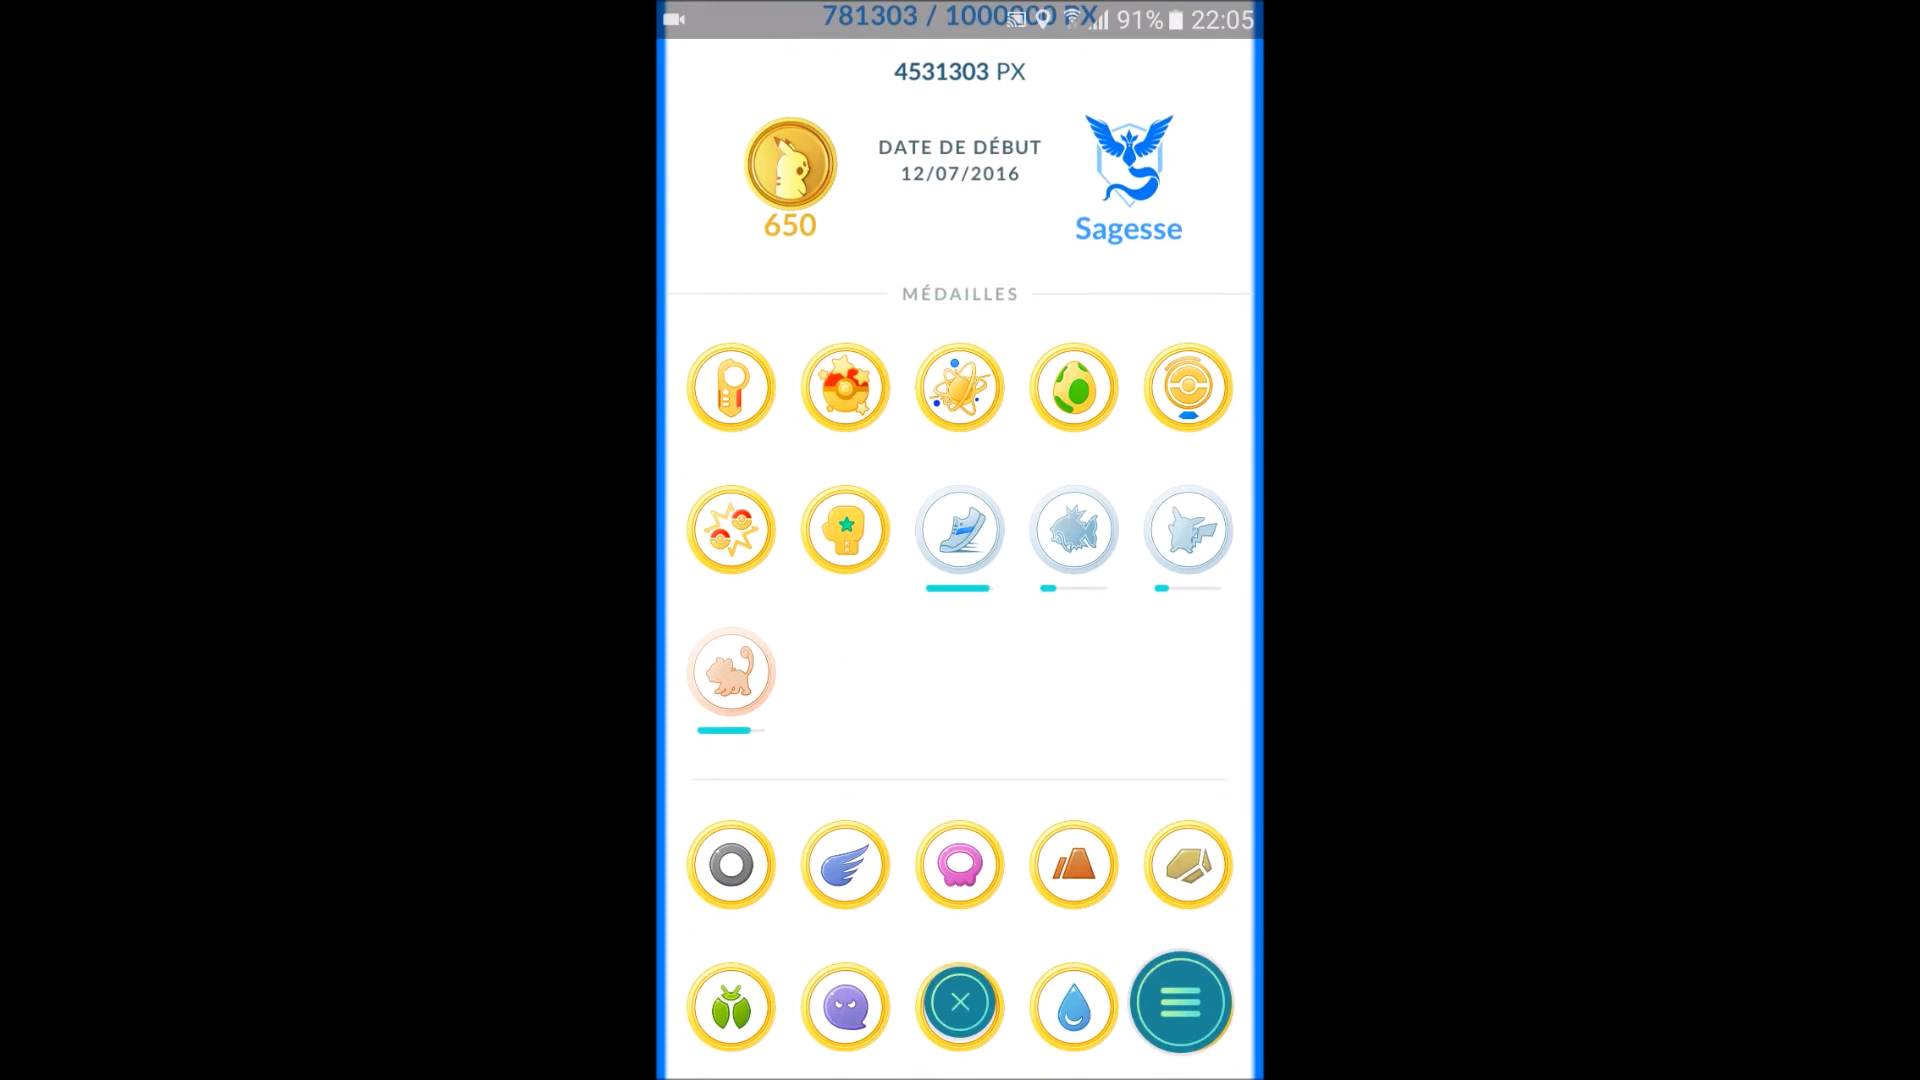 781303 / 1000000 PX 91% 22:05
4531303 PX
DATE DE DÉBUT
12/07/2016
650
Sagesse
MÉDAILLES